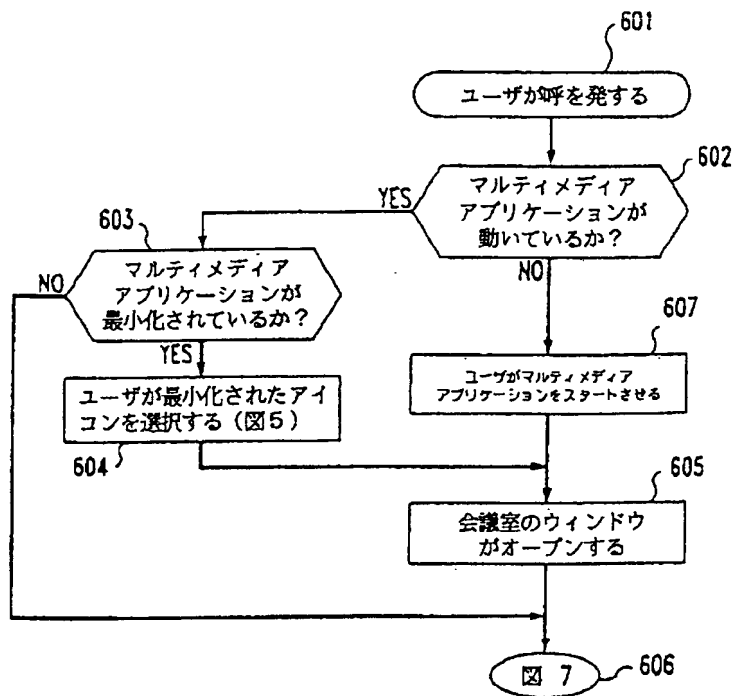 601
ユーザが呼を発する
602
マルティメディア
アプリケーションが
動いているか?
YES
NO
603
マルティメディア
アプリケーションが
最小化されているか?
NO
YES
607
ユーザがマルティメディア
アプリケーションをスタートさせる
ユーザが最小化されたアイ
コンを選択する(図5)
604
605
会議室のウィンドウ
がオープンする
図 7
606